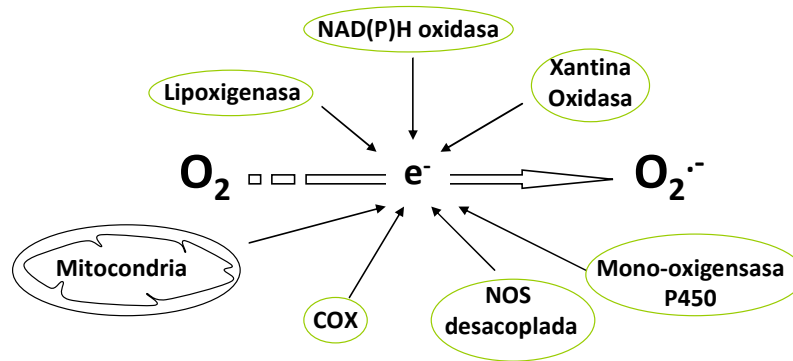 NAD(P)H oxidasa
Lipoxigenasa
Xantina
Oxidasa
O₂ e⁻ O₂·⁻
Mitocondria
COX
NOS
desacoplada
Mono-oxigensasa
P450